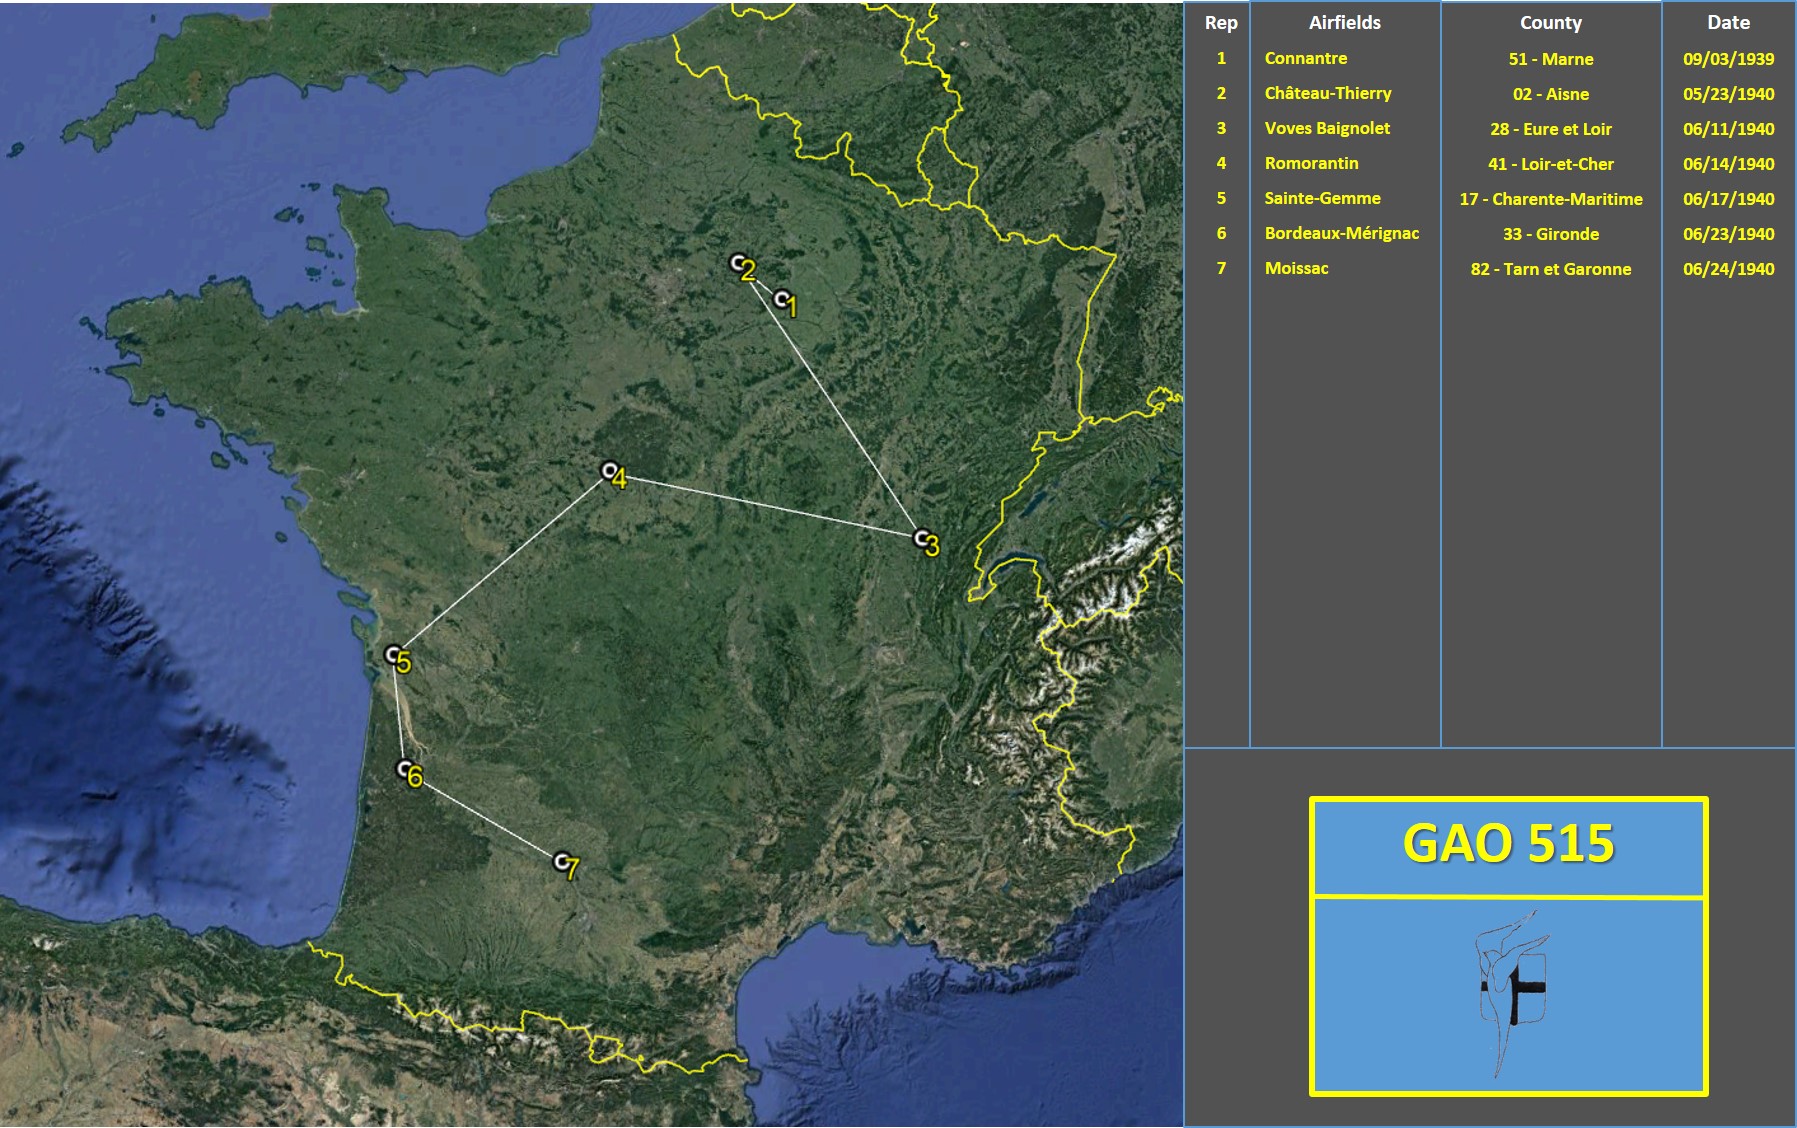 Rep Airfields County Date
1 Connantre 51 - Marne 09/03/1939
2 Château-Thierry 02 - Aisne 05/23/1940
3 Voves Baignolet 28 - Eure et Loir 06/11/1940
4 Romorantin 41 - Loir-et-Cher 06/14/1940
5 Sainte-Gemme 17 - Charente-Maritime 06/17/1940
6 Bordeaux-Mérignac 33 - Gironde 06/23/1940
7 Moissac 82 - Tarn et Garonne 06/24/1940
2
1
4
3
5
6
7
GAO 515